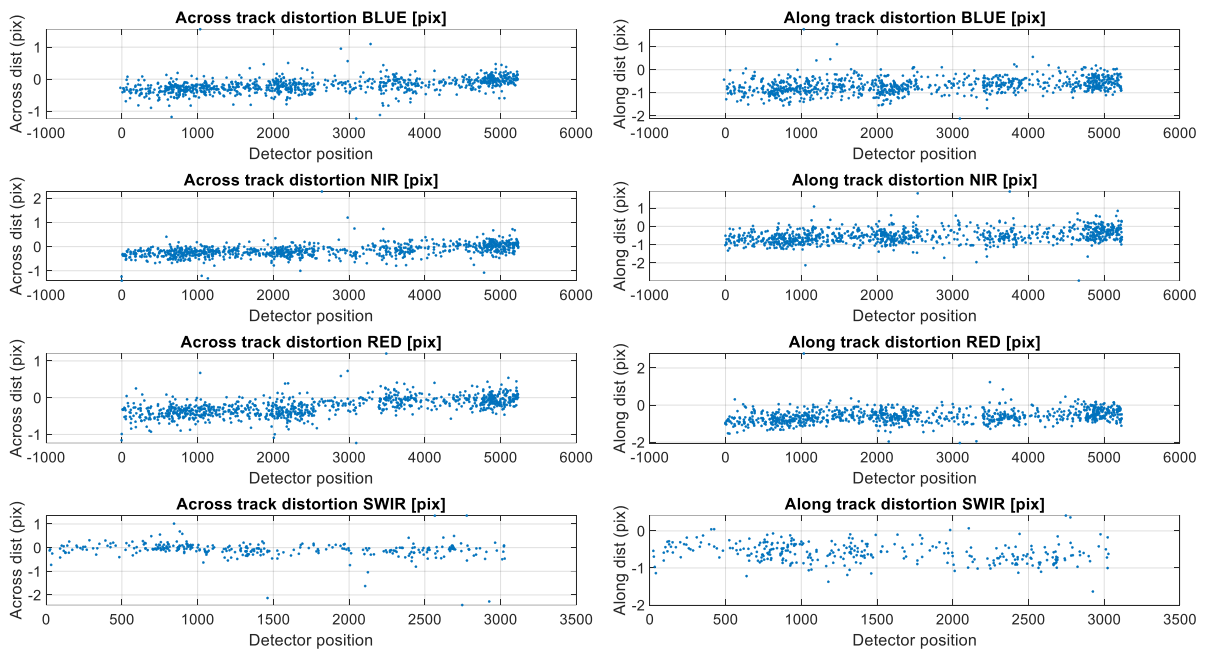 Across track distortion BLUE [pix]
Across dist (pix)
1
0
-1
-1000 0 1000 2000 3000 4000 5000 6000
Detector position
Along track distortion BLUE [pix]
Along dist (pix)
1
0
-1
-2
-1000 0 1000 2000 3000 4000 5000 6000
Detector position
Across track distortion NIR [pix]
Across dist (pix)
2
1
0
-1
-1000 0 1000 2000 3000 4000 5000 6000
Detector position
Along track distortion NIR [pix]
Along dist (pix)
1
0
-1
-2
-1000 0 1000 2000 3000 4000 5000 6000
Detector position
Across track distortion RED [pix]
Across dist (pix)
1
0
-1
-1000 0 1000 2000 3000 4000 5000 6000
Detector position
Along track distortion RED [pix]
Along dist (pix)
2
0
-2
-1000 0 1000 2000 3000 4000 5000 6000
Detector position
Across track distortion SWIR [pix]
Across dist (pix)
1
0
-1
-2
0 500 1000 1500 2000 2500 3000 3500
Detector position
Along track distortion SWIR [pix]
Along dist (pix)
0
-1
-2
0 500 1000 1500 2000 2500 3000 3500
Detector position